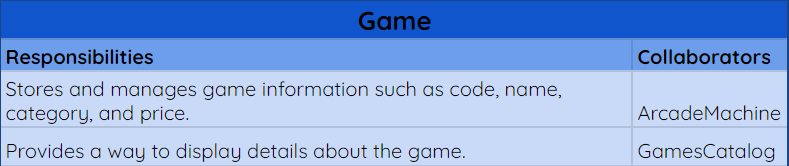 Game
Responsibilities Collaborators
Stores and manages game information such as code, name,
category, and price. ArcadeMachine
Provides a way to display details about the game. GamesCatalog